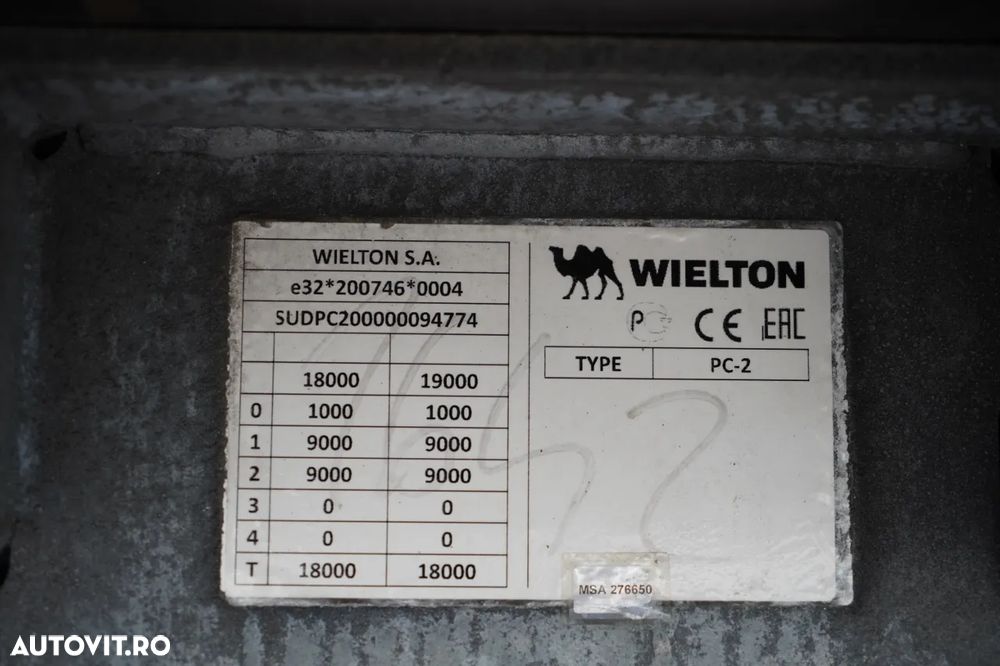 WIELTON S.A.
e32*200746*0004
SUDPC200000094774
18000 19000
0 1000 1000
1 9000 9000
2 9000 9000
3 0 0
4 0 0
T 18000 18000
WIELTON
CE EAC
TYPE PC-2
MSA 276650
AUTOVIT.RO